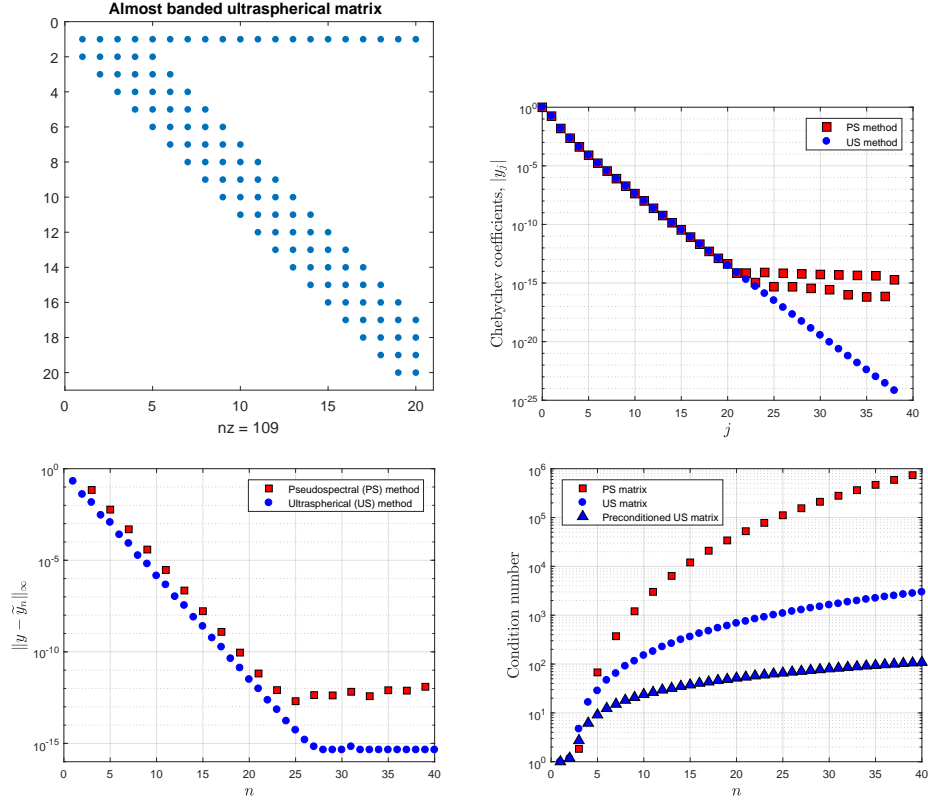 Almost banded ultraspherical matrix
0
2
4
6
8
10
12
14
16
18
20
0 5 10 15 20
nz = 109
10^0
10^-5
10^-10
10^-15
10^-20
10^-25
Chebychev coefficients, |y_j|
PS method
US method
0 5 10 15 20 25 30 35 40
j
10^0
10^-5
10^-10
10^-15
||y − ỹ_n||_∞
Pseudospectral (PS) method
Ultraspherical (US) method
0 5 10 15 20 25 30 35 40
n
10^6
10^5
10^4
10^3
10^2
10^1
10^0
Condition number
PS matrix
US matrix
Preconditioned US matrix
0 5 10 15 20 25 30 35 40
n